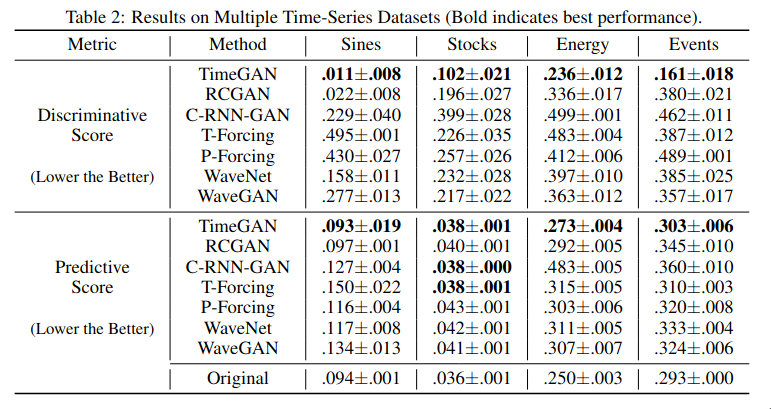 Table 2: Results on Multiple Time-Series Datasets (Bold indicates best performance).
Metric Method Sines Stocks Energy Events
TimeGAN .011±.008 .102±.021 .236±.012 .161±.018
RCGAN .022±.008 .196±.027 .336±.017 .380±.021
Discriminative C-RNN-GAN .229±.040 .399±.028 .499±.001 .462±.011
Score T-Forcing .495±.001 .226±.035 .483±.004 .387±.012
P-Forcing .430±.027 .257±.026 .412±.006 .489±.001
(Lower the Better) WaveNet .158±.011 .232±.028 .397±.010 .385±.025
WaveGAN .277±.013 .217±.022 .363±.012 .357±.017
TimeGAN .093±.019 .038±.001 .273±.004 .303±.006
RCGAN .097±.001 .040±.001 .292±.005 .345±.010
Predictive C-RNN-GAN .127±.004 .038±.000 .483±.005 .360±.010
Score T-Forcing .150±.022 .038±.001 .315±.005 .310±.003
P-Forcing .116±.004 .043±.001 .303±.006 .320±.008
(Lower the Better) WaveNet .117±.008 .042±.001 .311±.005 .333±.004
WaveGAN .134±.013 .041±.001 .307±.007 .324±.006
Original .094±.001 .036±.001 .250±.003 .293±.000